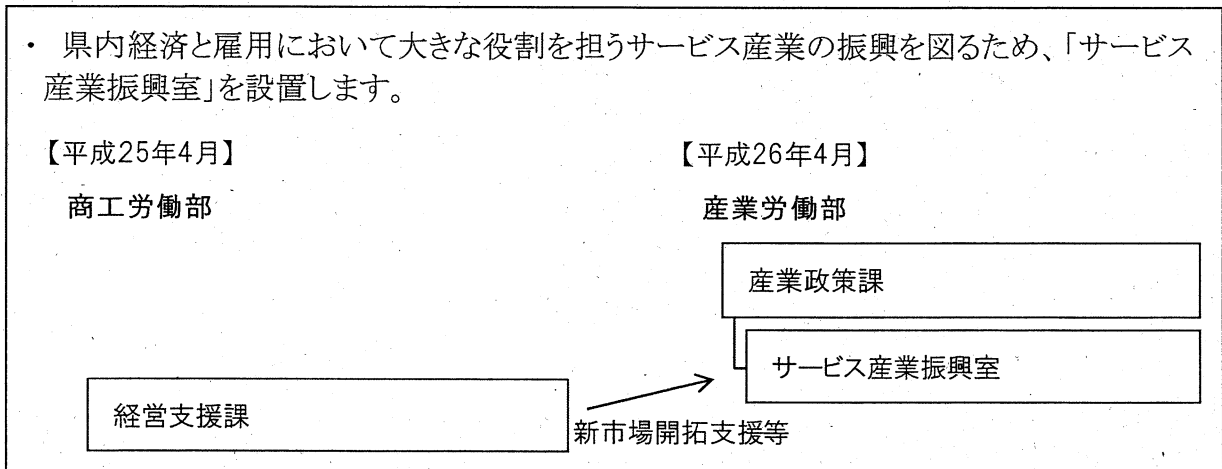 ・ 県内経済と雇用において大きな役割を担うサービス産業の振興を図るため、「サービス
産業振興室」を設置します。
【平成25年4月】
【平成26年4月】
商工労働部
産業労働部
産業政策課
サービス産業振興室
経営支援課
新市場開拓支援等